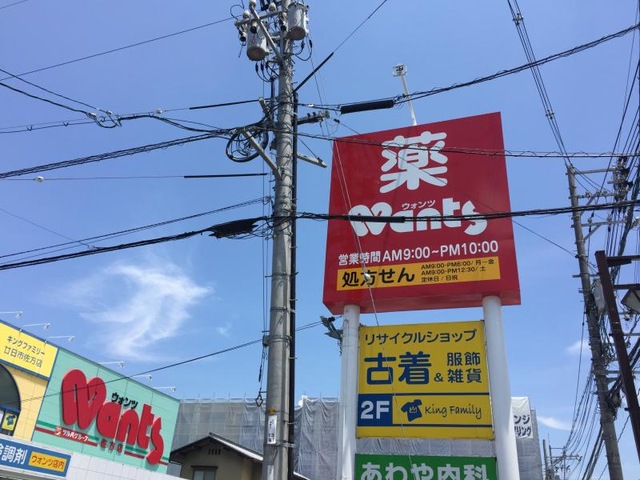 薬
ウォンツ
Wants
営業時間AM9:00~PM10:00
処方せん
AM9:00-PM6:00/月~金
AM9:00-PM12:30/土
定休日/日祝
リサイクルショップ
古着&服飾雑貨
2F King Family
あわや内科
キングファミリー
廿日市佐方店
ウォンツ
Wants
ウォンツ店内